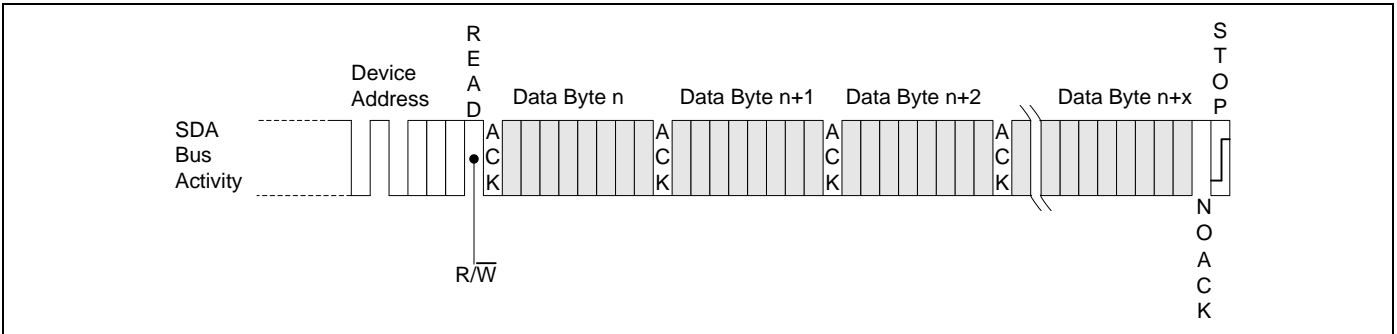 READ
STOP
Device
Address
Data Byte n
Data Byte n+1
Data Byte n+2
Data Byte n+x
SDA
Bus
Activity
ACK
ACK
ACK
ACK
NO ACK
R/W̅